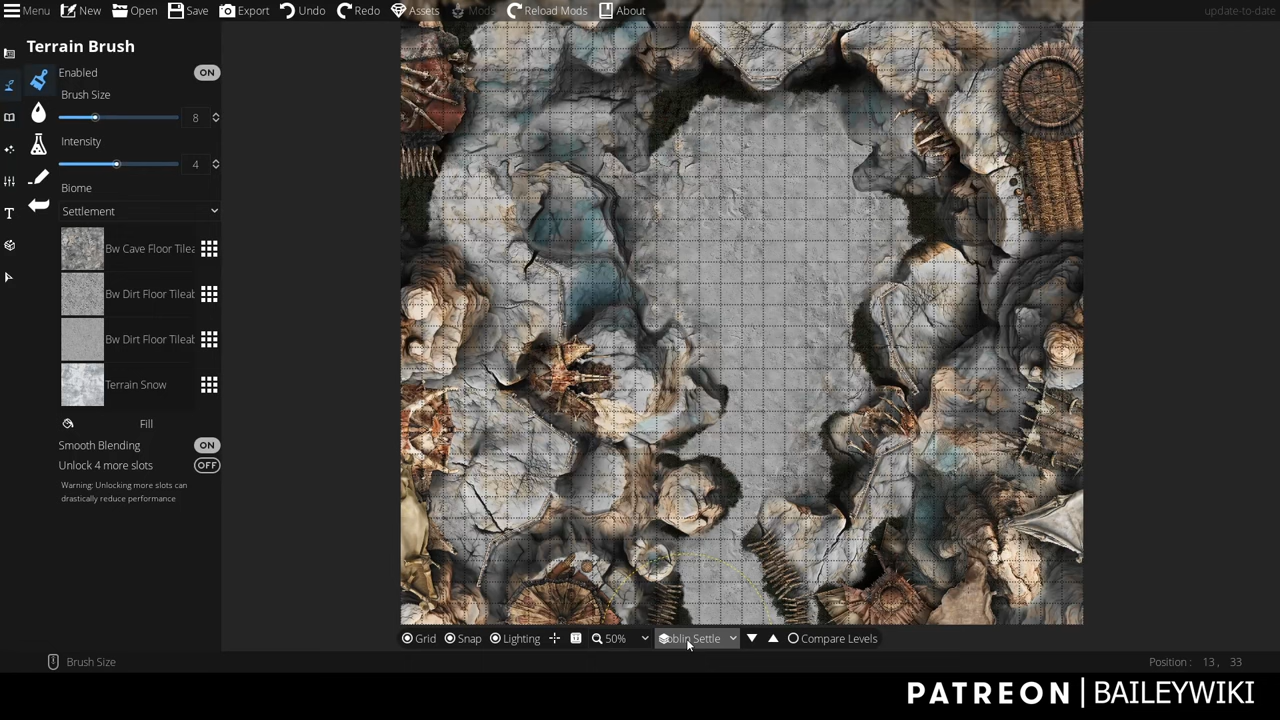 Menu New Open Save Export Undo Redo Assets Mods Reload Mods About update-to-date
Terrain Brush
Enabled ON
Brush Size
8
Intensity
4
Biome
Settlement
Bw Cave Floor Tilea
Bw Dirt Floor Tileab
Bw Dirt Floor Tileab
Terrain Snow
Fill
Smooth Blending ON
Unlock 4 more slots OFF
Warning: Unlocking more slots can
drastically reduce performance
Grid Snap Lighting 50% oblin Settle Compare Levels
Brush Size Position : 13 , 33
PATREON | BAILEYWIKI